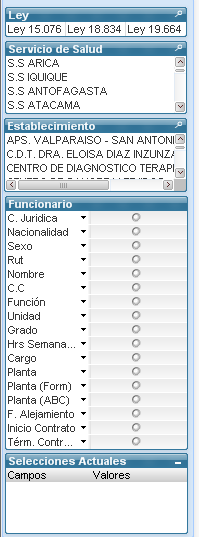 Ley
Ley 15.076 Ley 18.834 Ley 19.664
Servicio de Salud
S.S ARICA
S.S IQUIQUE
S.S ANTOFAGASTA
S.S ATACAMA
Establecimiento
APS. VALPARAISO - SAN ANTONI
C.D.T. DRA. ELOISA DIAZ INZUNZA
CENTRO DE DIAGNOSTICO TERAPI
Funcionario
C. Juridica
Nacionalidad
Sexo
Rut
Nombre
C.C
Función
Unidad
Grado
Hrs Semana...
Cargo
Planta
Planta (Form)
Planta (ABC)
F. Alejamiento
Inicio Contrato
Térm. Contr...
Selecciones Actuales
Campos Valores